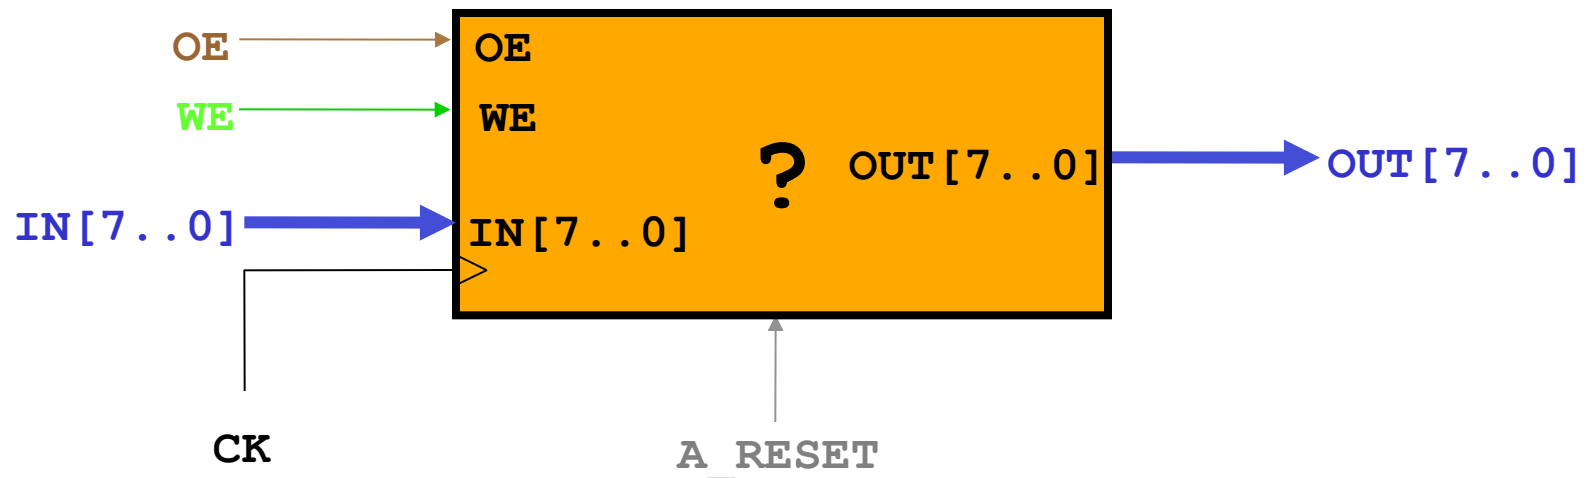 OE
OE
WE
WE
?
OUT[7..0]
OUT[7..0]
IN[7..0]
IN[7..0]
CK
A_RESET